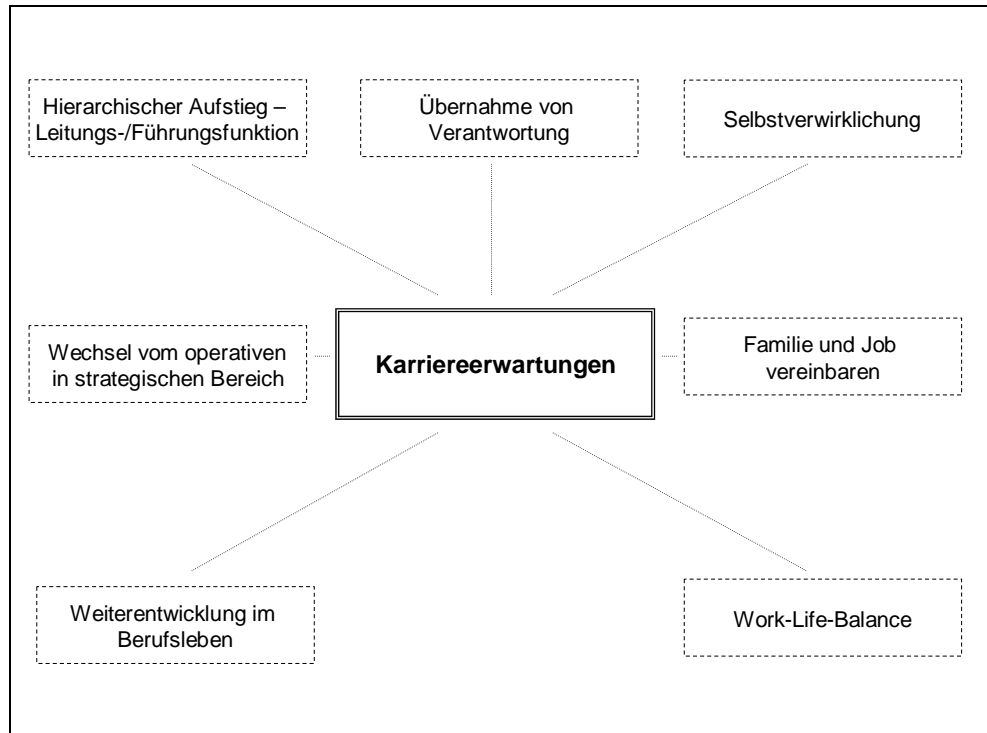 Hierarchischer Aufstieg –
Leitungs-/Führungsfunktion
Übernahme von
Verantwortung
Selbstverwirklichung
Wechsel vom operativen
in strategischen Bereich
Karriereerwartungen
Familie und Job
vereinbaren
Weiterentwicklung im
Berufsleben
Work-Life-Balance